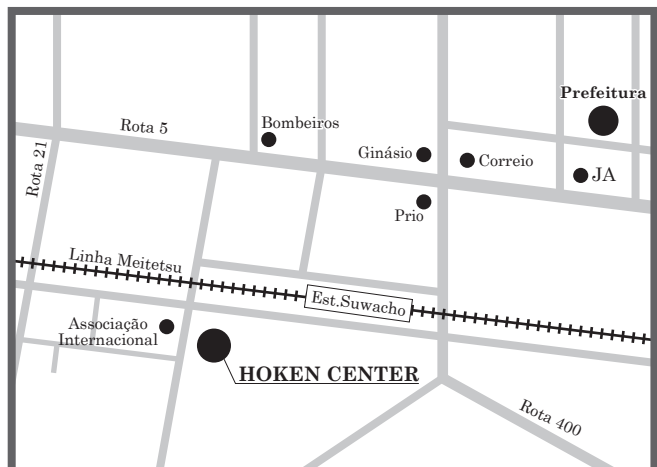 Prefeitura
Rota 5
Bombeiros
Ginásio
Correio
JA
Rota 21
Prio
Linha Meitetsu
Est.Suwacho
Associação
Internacional
HOKEN CENTER
Rota 400